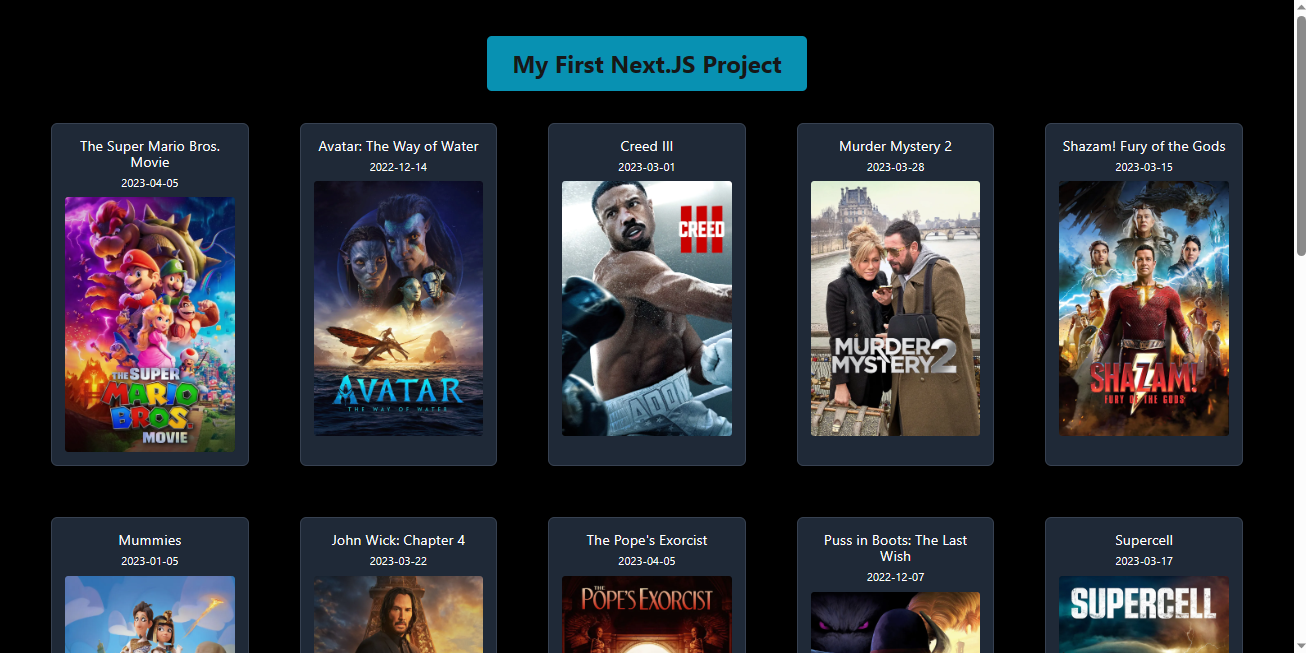 My First Next.JS Project
The Super Mario Bros.
Movie
2023-04-05
THE SUPER
MARIO
BROS.
MOVIE
Avatar: The Way of Water
2022-12-14
AVATAR
THE WAY OF WATER
Creed III
2023-03-01
III
CREED
ADON
Murder Mystery 2
2023-03-28
MURDER
MYSTERY 2
Shazam! Fury of the Gods
2023-03-15
SHAZAM!
FURY OF THE GODS
Mummies
2023-01-05
John Wick: Chapter 4
2023-03-22
The Pope's Exorcist
2023-04-05
THE
POPE'S EXORCIST
Puss in Boots: The Last
Wish
2022-12-07
Supercell
2023-03-17
SUPERCELL